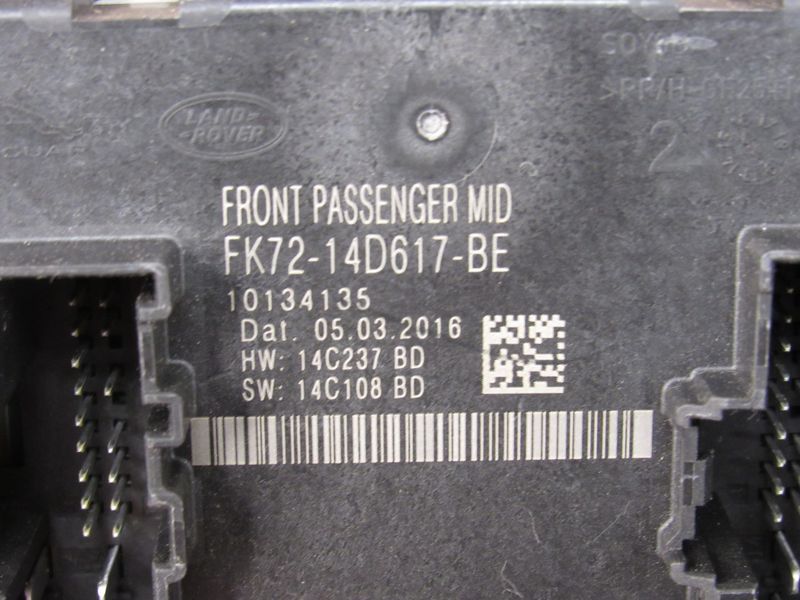 LAND-
-ROVER
FRONT PASSENGER MID
FK72-14D617-BE
10134135
Dat. 05.03.2016
HW: 14C237 BD
SW: 14C108 BD
2